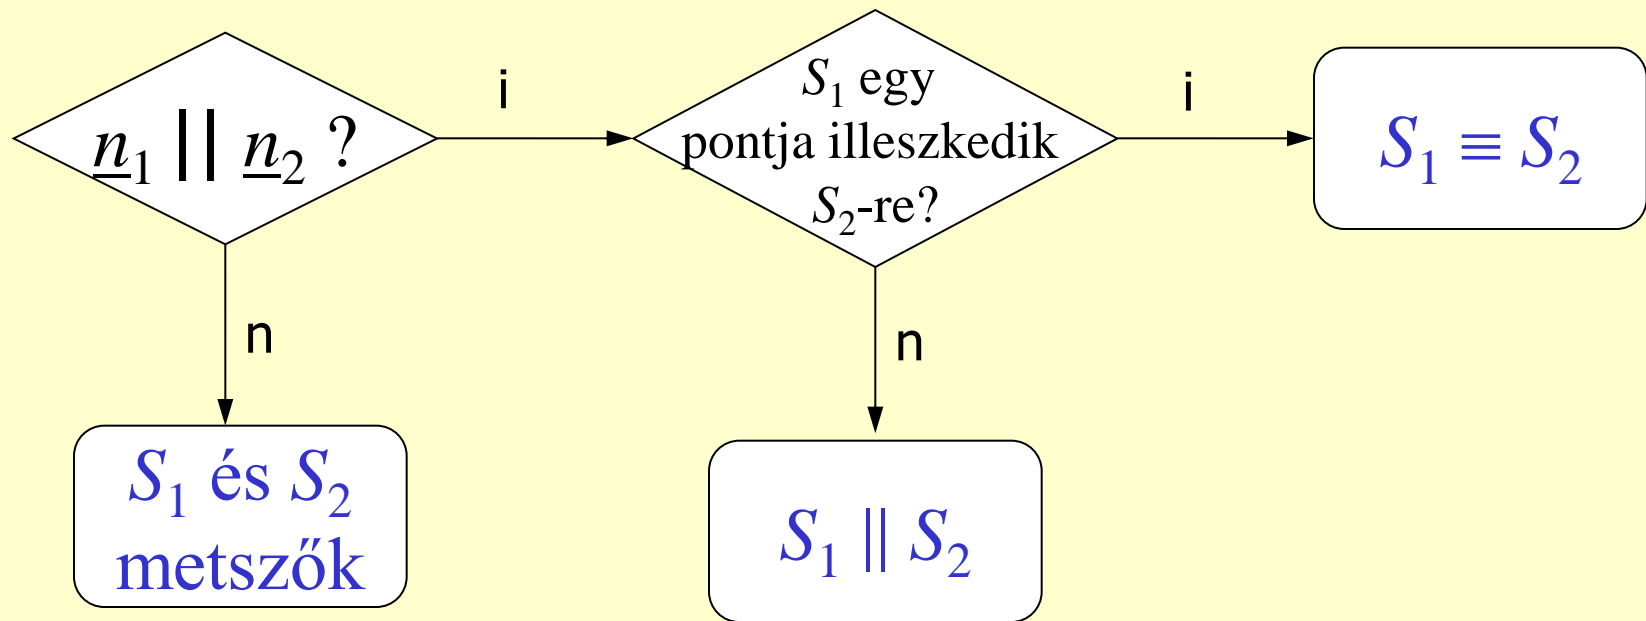 n₁ || n₂ ?
i
S₁ egy
pontja illeszkedik
S₂-re?
i
S₁ ≡ S₂
n
n
S₁ és S₂
metszők
S₁ || S₂